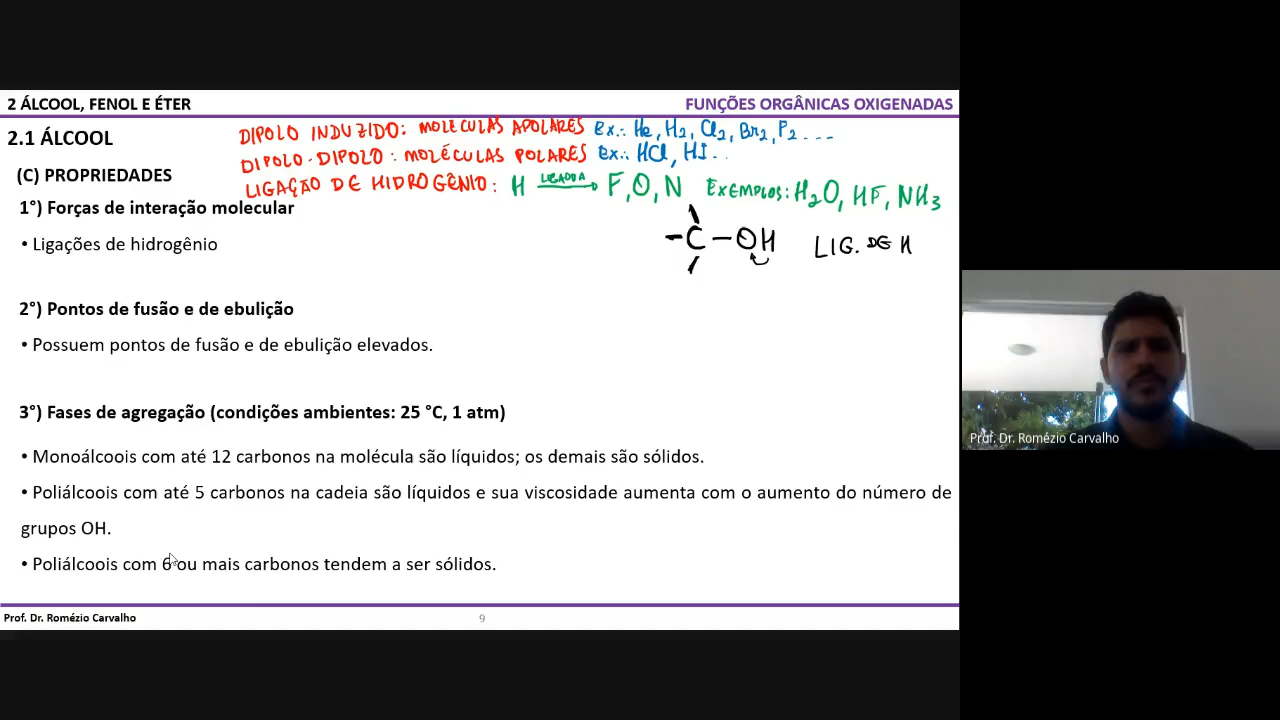 2 ÁLCOOL, FENOL E ÉTER FUNÇÕES ORGÂNICAS OXIGENADAS
2.1 ÁLCOOL
DIPOLO INDUZIDO: MOLÉCULAS APOLARES Ex.: He, H2, Cl2, Br2, F2 ...
DIPOLO-DIPOLO: MOLÉCULAS POLARES Ex.: HCl, HI..
(C) PROPRIEDADES
LIGAÇÃO DE HIDROGÊNIO: H LIGADO A F, O, N EXEMPLOS: H2O, HF, NH3
1°) Forças de interação molecular
• Ligações de hidrogênio
C – OH LIG. DE H
2°) Pontos de fusão e de ebulição
• Possuem pontos de fusão e de ebulição elevados.
3°) Fases de agregação (condições ambientes: 25 °C, 1 atm)
• Monoálcoois com até 12 carbonos na molécula são líquidos; os demais são sólidos.
• Poliálcoois com até 5 carbonos na cadeia são líquidos e sua viscosidade aumenta com o aumento do número de
grupos OH.
• Poliálcoois com 6 ou mais carbonos tendem a ser sólidos.
Prof. Dr. Romézio Carvalho 9
Prof. Dr. Romézio Carvalho